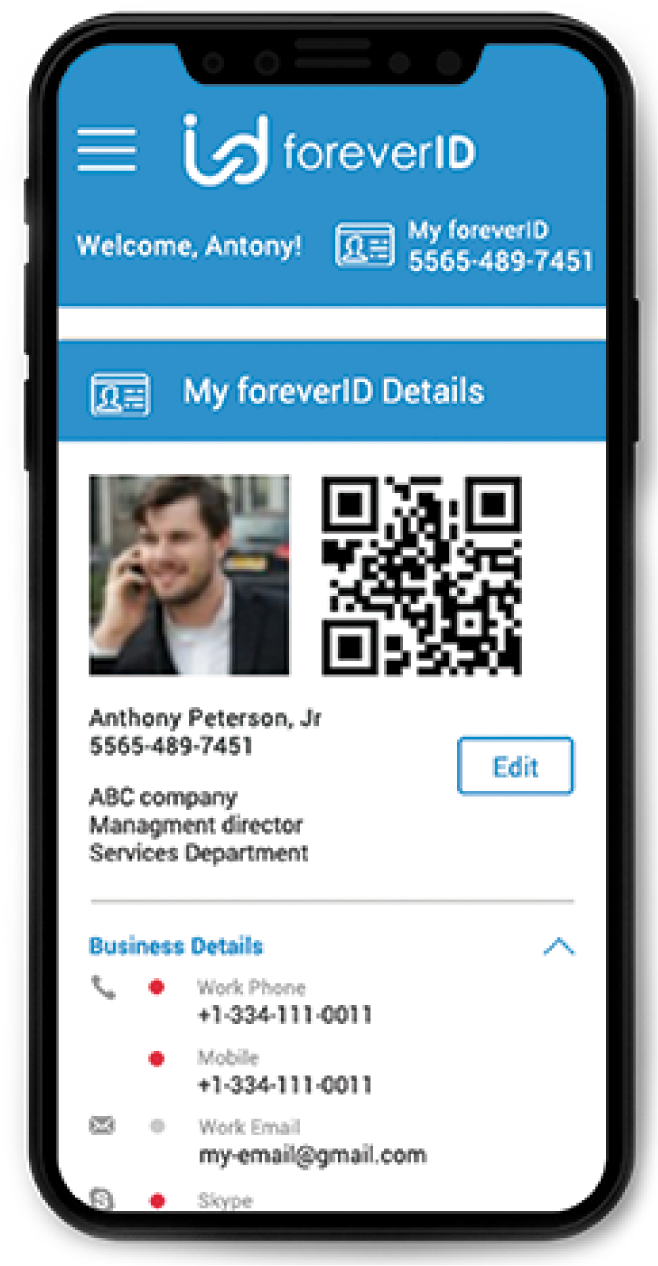 foreverID
Welcome, Antony!
My foreverID
5565-489-7451
My foreverID Details
Anthony Peterson, Jr
5565-489-7451
Edit
ABC company
Managment director
Services Department
Business Details
Work Phone
+1-334-111-0011
Mobile
+1-334-111-0011
Work Email
my-email@gmail.com
Skype